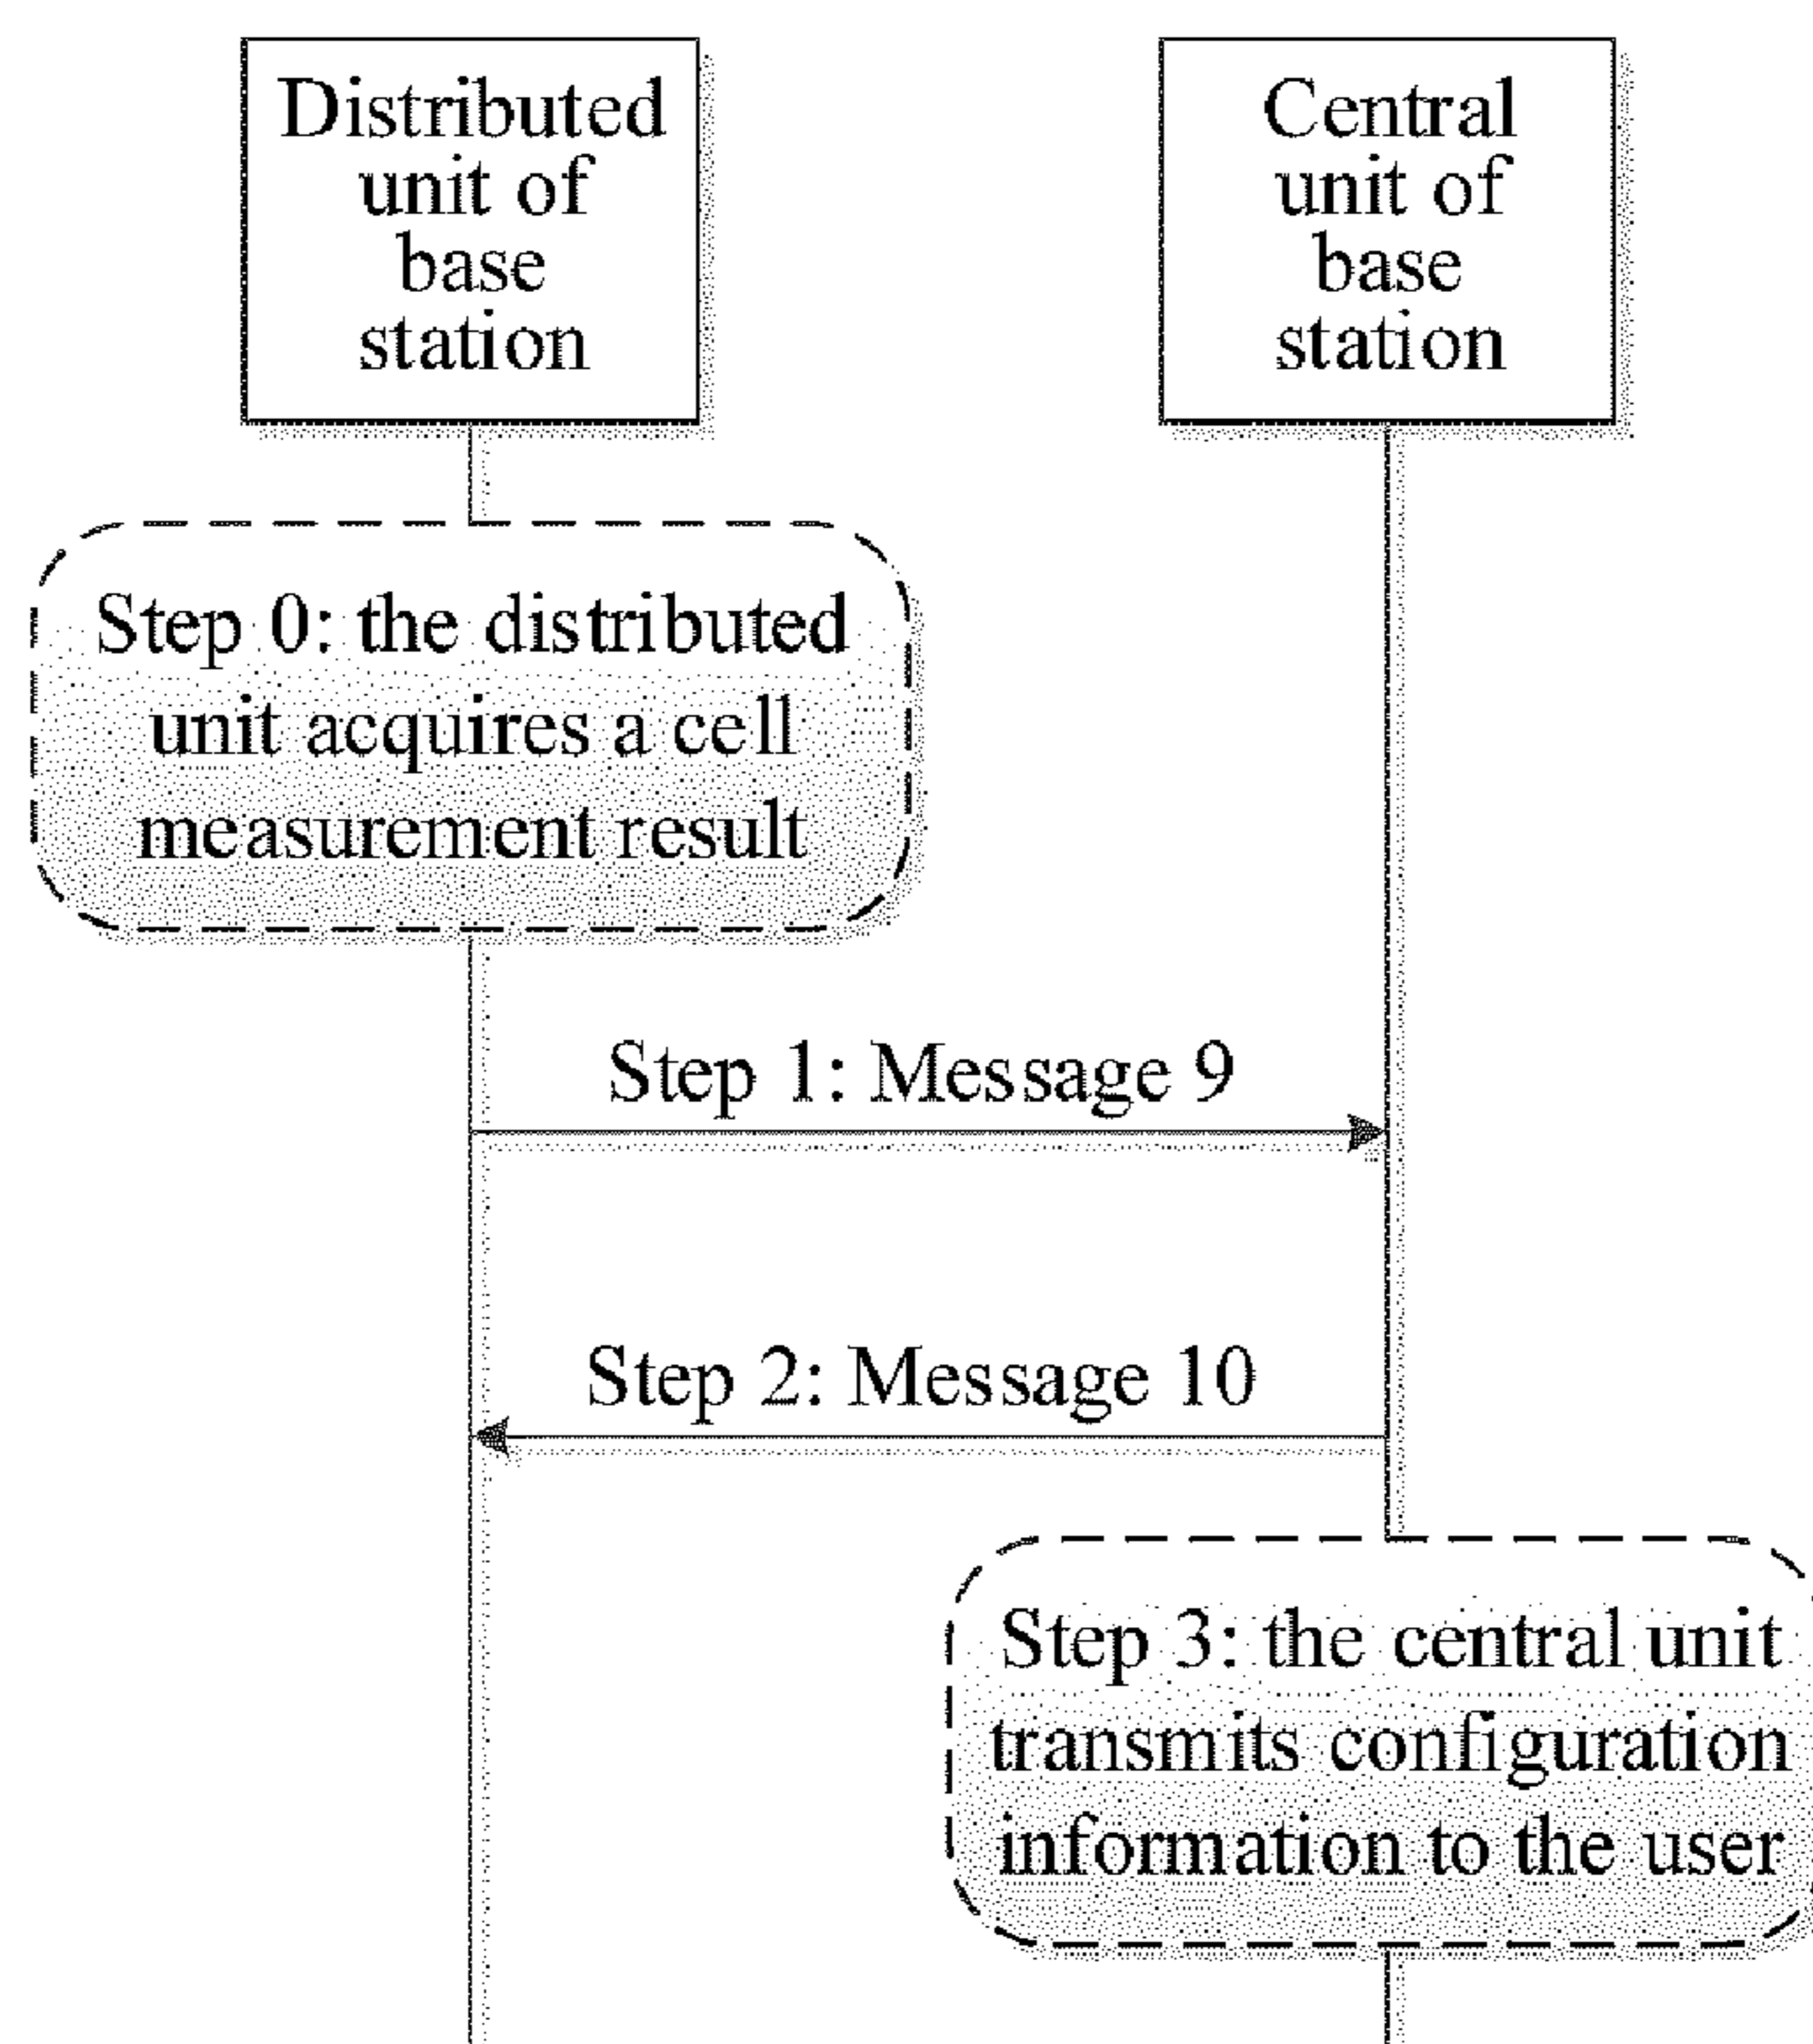 Distributed
unit of
base
station
Central
unit of
base
station
Step 0: the distributed
unit acquires a cell
measurement result
Step 1: Message 9
Step 2: Message 10
Step 3: the central unit
transmits configuration
information to the user